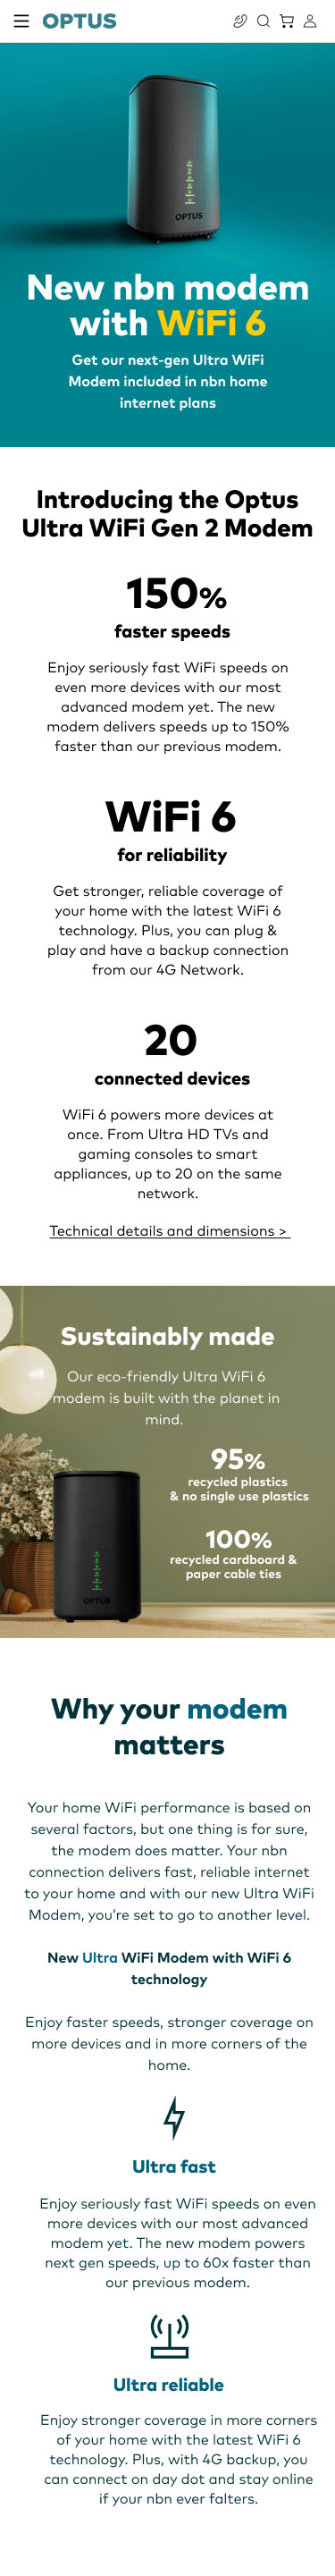 OPTUS
OPTUS
New nbn modem
with WiFi 6
Get our next-gen Ultra WiFi
Modem included in nbn home
internet plans
Introducing the Optus
Ultra WiFi Gen 2 Modem
150%
faster speeds
Enjoy seriously fast WiFi speeds on
even more devices with our most
advanced modem yet. The new
modem delivers speeds up to 150%
faster than our previous modem.
WiFi 6
for reliability
Get stronger, reliable coverage of
your home with the latest WiFi 6
technology. Plus, you can plug &
play and have a backup connection
from our 4G Network.
20
connected devices
WiFi 6 powers more devices at
once. From Ultra HD TVs and
gaming consoles to smart
appliances, up to 20 on the same
network.
Technical details and dimensions >
Sustainably made
Our eco-friendly Ultra WiFi 6
modem is built with the planet in
mind.
95%
recycled plastics
& no single use plastics
100%
recycled cardboard &
paper cable ties
OPTUS
Why your modem
matters
Your home WiFi performance is based on
several factors, but one thing is for sure,
the modem does matter. Your nbn
connection delivers fast, reliable internet
to your home and with our new Ultra WiFi
Modem, you're set to go to another level.
New Ultra WiFi Modem with WiFi 6
technology
Enjoy faster speeds, stronger coverage on
more devices and in more corners of the
home.
Ultra fast
Enjoy seriously fast WiFi speeds on even
more devices with our most advanced
modem yet. The new modem powers
next gen speeds, up to 60x faster than
our previous modem.
Ultra reliable
Enjoy stronger coverage in more corners
of your home with the latest WiFi 6
technology. Plus, with 4G backup, you
can connect on day dot and stay online
if your nbn ever falters.